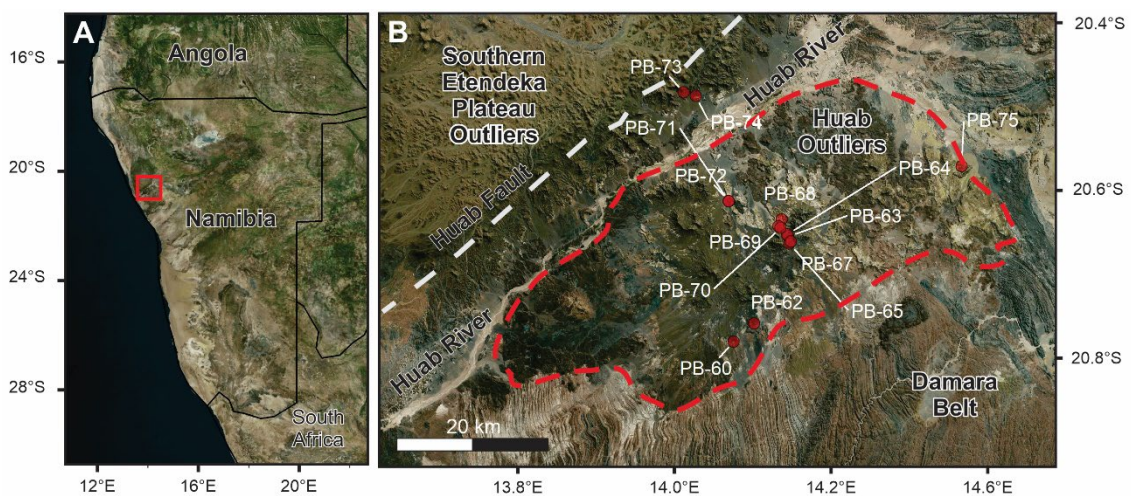 A
Angola
Namibia
South
Africa
16°S
20°S
24°S
28°S
12°E
16°E
20°E
B
Southern
Etendeka
Plateau
Outliers
PB-73
PB-74
PB-71
PB-72
Huab River
Huab Fault
Huab River
Huab
Outliers
PB-75
PB-64
PB-68
PB-63
PB-69
PB-67
PB-70
PB-65
PB-62
PB-60
Damara
Belt
20 km
20.4°S
20.6°S
20.8°S
13.8°E
14.0°E
14.2°E
14.6°E